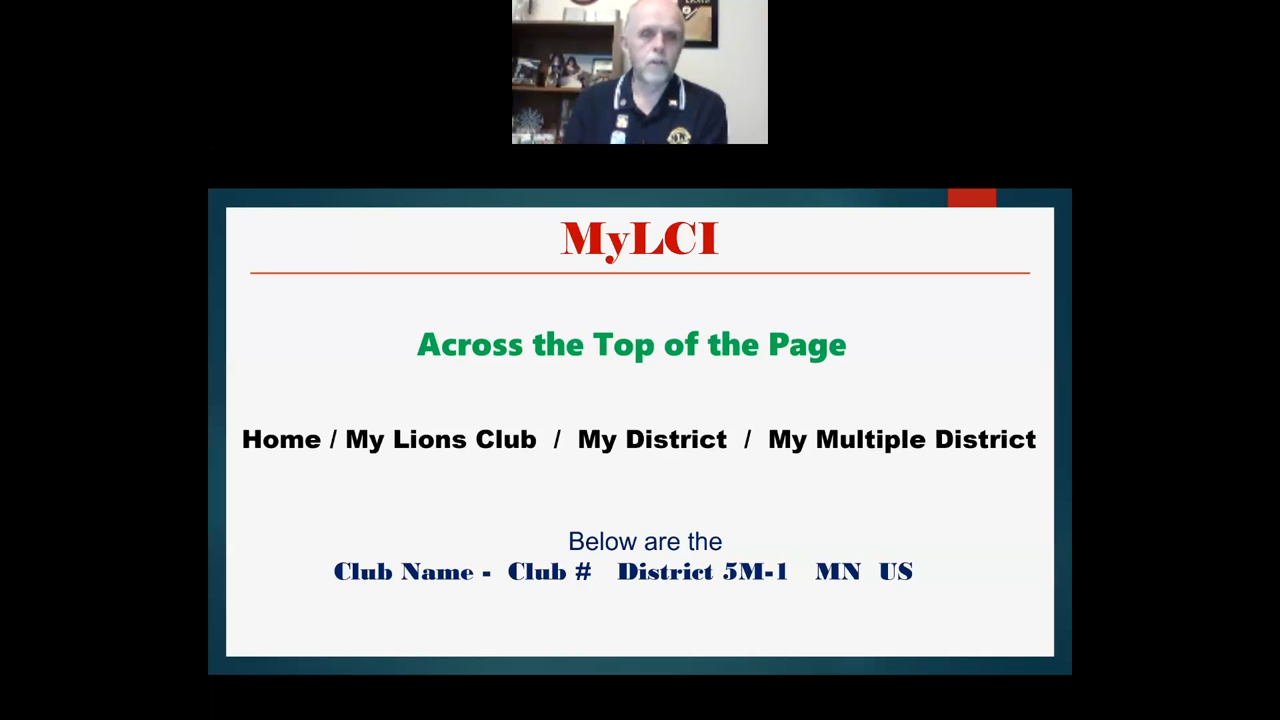 MyLCI
Across the Top of the Page
Home / My Lions Club / My District / My Multiple District
Below are the
Club Name - Club # District 5M-1 MN US